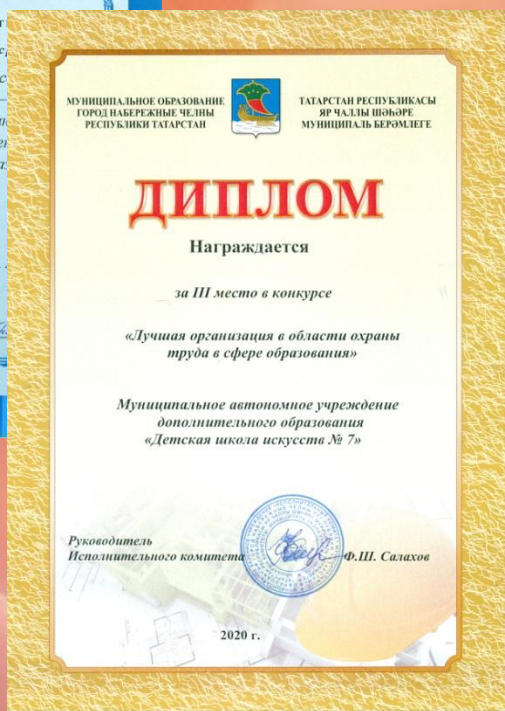 МУНИЦИПАЛЬНОЕ ОБРАЗОВАНИЕ
ГОРОД НАБЕРЕЖНЫЕ ЧЕЛНЫ
РЕСПУБЛИКИ ТАТАРСТАН
ТАТАРСТАН РЕСПУБЛИКАСЫ
ЯР ЧАЛЛЫ ШӘҺӘРЕ
МУНИЦИПАЛЬ БЕРӘМЛЕГЕ
ДИПЛОМ
Награждается
за III место в конкурсе
«Лучшая организация в области охраны
труда в сфере образования»
Муниципальное автономное учреждение
дополнительного образования
«Детская школа искусств № 7»
Руководитель
Исполнительного комитета Ф.Ш. Салахов
2020 г.